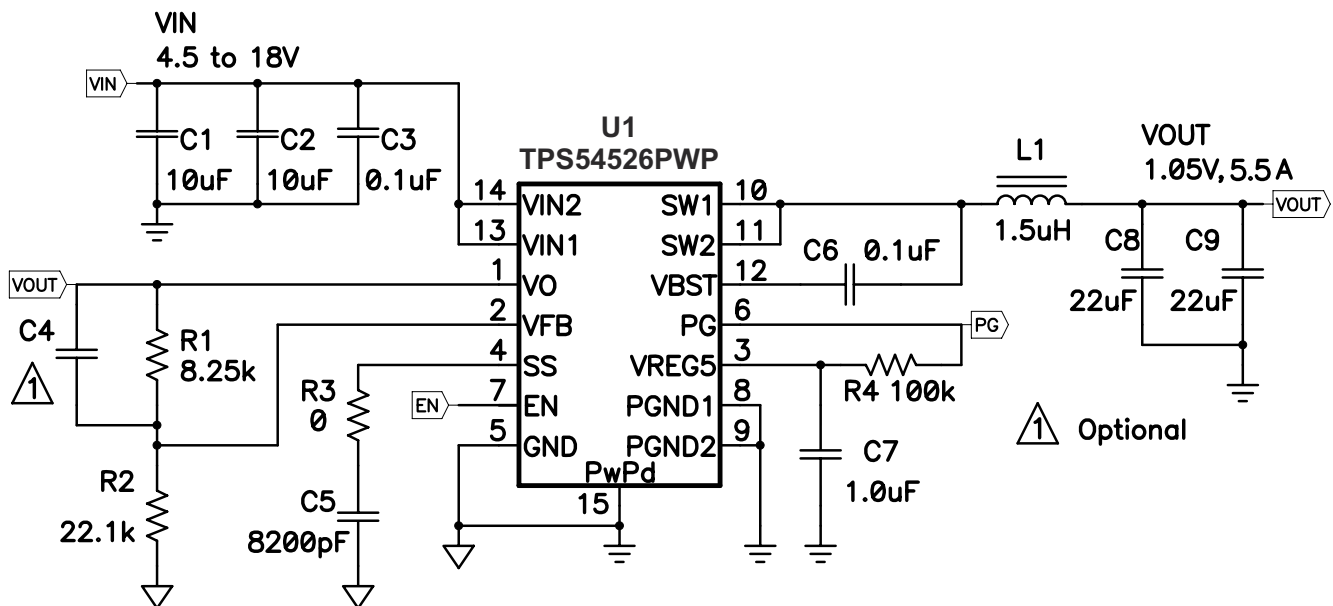 VIN
4.5 to 18V
VIN
C1
C2
C3
10uF
10uF
0.1uF
U1
TPS54526PWP
L1
VOUT
1.05V, 5.5A
VOUT
1.5uH
C8
C9
22uF
22uF
14
VIN2
SW1
10
13
VIN1
SW2
11
C6
0.1uF
VOUT
1
VO
VBST
12
2
VFB
PG
6
PG
C4
1
R1
8.25k
4
SS
VREG5
3
R4 100k
R3
0
EN
7
EN
PGND1
8
5
GND
PGND2
9
1 Optional
PwPd
15
C7
1.0uF
R2
22.1k
C5
8200pF